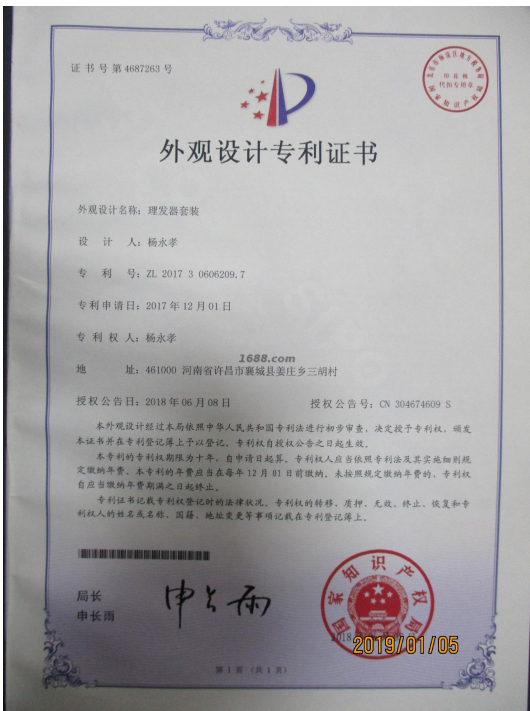 证书号第4687263号
申长雨
代扣专用章
外观设计专利证书
外观设计名称：理发器套装
设 计 人：杨永孝
专 利 号：ZL 2017 3 0606209.7
专利申请日：2017年12月01日
专 利 权 人：杨永孝
1688.com
地 址：461000 河南省许昌市襄城县姜庄乡三胡村
授权公告日：2018年06月08日 授权公告号：CN 304674609 S
本外观设计经过本局依照中华人民共和国专利法进行初步审查，决定授予专利权，颁发
本证书并在专利登记簿上予以登记。专利权自授权公告之日起生效。
本专利的专利权期限为十年，自申请日起算。专利权人应当依照专利法及其实施细则规
定缴纳年费。本专利的年费应当在每年12月01日前缴纳。未按照规定缴纳年费的，专利权
自应当缴纳年费期满之日起终止。
专利证书记载专利权登记时的法律状况。专利权的转移、质押、无效、终止、恢复和专
利权人的姓名或名称、国籍、地址变更等事项记载在专利登记簿上。
局长
申长雨
申长雨
国家知识产权局
2018
2019/01/05
第1页（共1页）